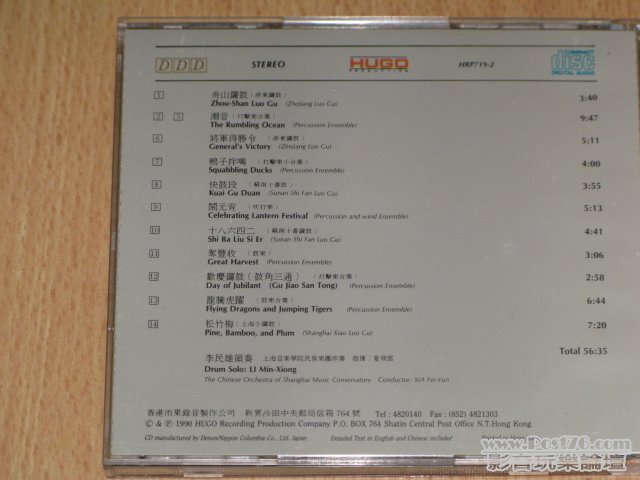 DDD STEREO HUGO PRODUCTION HRP719-2 COMPACT disc DIGITAL AUDIO
1 舟山鑼鼓 (浙東鑼鼓)
Zhou-Shan Luo Gu (Zhejiang Luo Gu) 3:40
2 5 潮音 (打擊樂合奏)
The Rumbling Ocean (Percussion Ensemble) 9:47
6 將軍得勝令 (浙東鑼鼓)
General's Victory (Zhejiang Luo Gu) 5:11
7 鴨子拌嘴 (打擊樂小合奏)
Squabbling Ducks (Percussion Ensemble) 4:00
8 快鼓段 (蘇南十番鼓)
Kuai Gu Duan (Sunan Shi Fan Luo Gu) 3:55
9 鬧元宵 (吹打樂)
Celebrating Lantern Festival (Percussion and wind Ensemble) 5:13
10 十八六四二 (蘇南十番鑼鼓)
Shi Ba Liu Si Er (Sunan Shi Fan Luo Gu) 4:41
11 奪豐收 (鼓樂)
Great Harvest (Percussion Ensemble) 3:06
12 歡慶鑼鼓 (鼓角三通) (打擊樂合奏)
Day of Jubilant (Gu Jiao San Tong) (Percussion Ensemble) 2:58
13 龍騰虎躍 (鼓樂合奏)
Flying Dragons and Jumping Tigers (Percussion Ensemble) 6:44
14 松竹梅 (上海小鑼鼓)
Pine, Bamboo, and Plum (Shanghai Xiao Luo Gu) 7:20
Total 56:35
李民雄領奏 上海音樂學院民族樂團伴奏 指揮：夏飛雲
Drum Solo: LI Min-Xiong
The Chinese Orchestra of Shanghai Music Conservatory Conductor: XIA Fei-Yun
香港雨果錄音製作公司 新界沙田中央郵局信箱 764 號 Tel : 4820140 Fax : (852) 4821303
© & ℗ 1990 HUGO Recording Production Company P.O. BOX 764 Shatin Central Post Office N.T.Hong Kong
CD manufactured by Denon/Nippon Columbia Co., Ltd. Japan Detailed Text in English and Chinese included
www.Post76.com
影音玩樂論壇